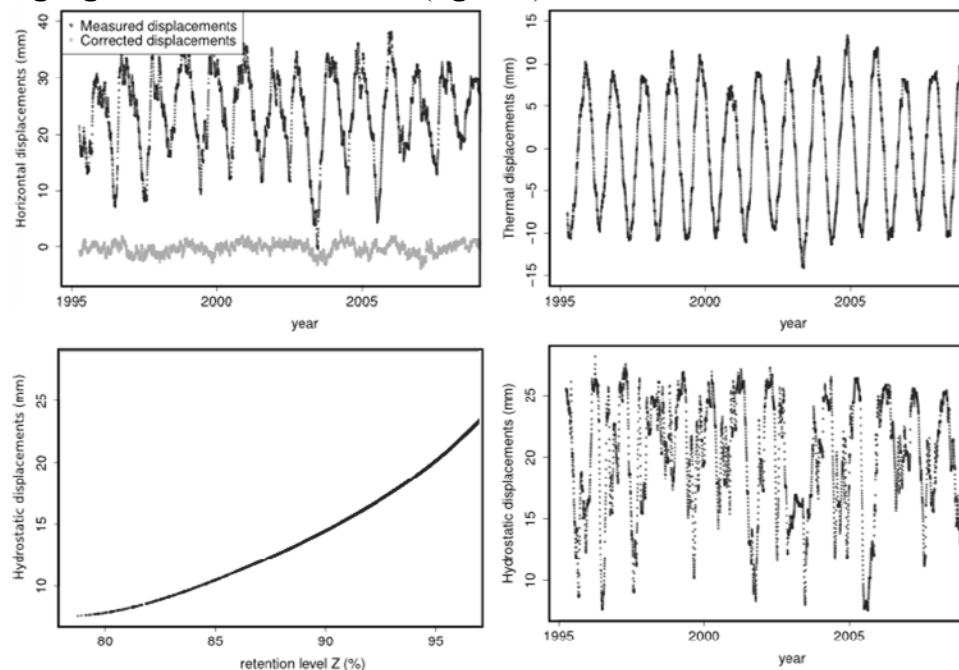 Horizontal displacements (mm)
40
30
20
10
0
Measured displacements
Corrected displacements
1995 2000 2005
year
Thermal displacements (mm)
15
10
5
0
−5
−10
−15
1995 2000 2005
year
Hydrostatic displacements (mm)
25
20
15
10
80 85 90 95
retention level Z (%)
Hydrostatic displacements (mm)
25
20
15
10
1995 2000 2005
year